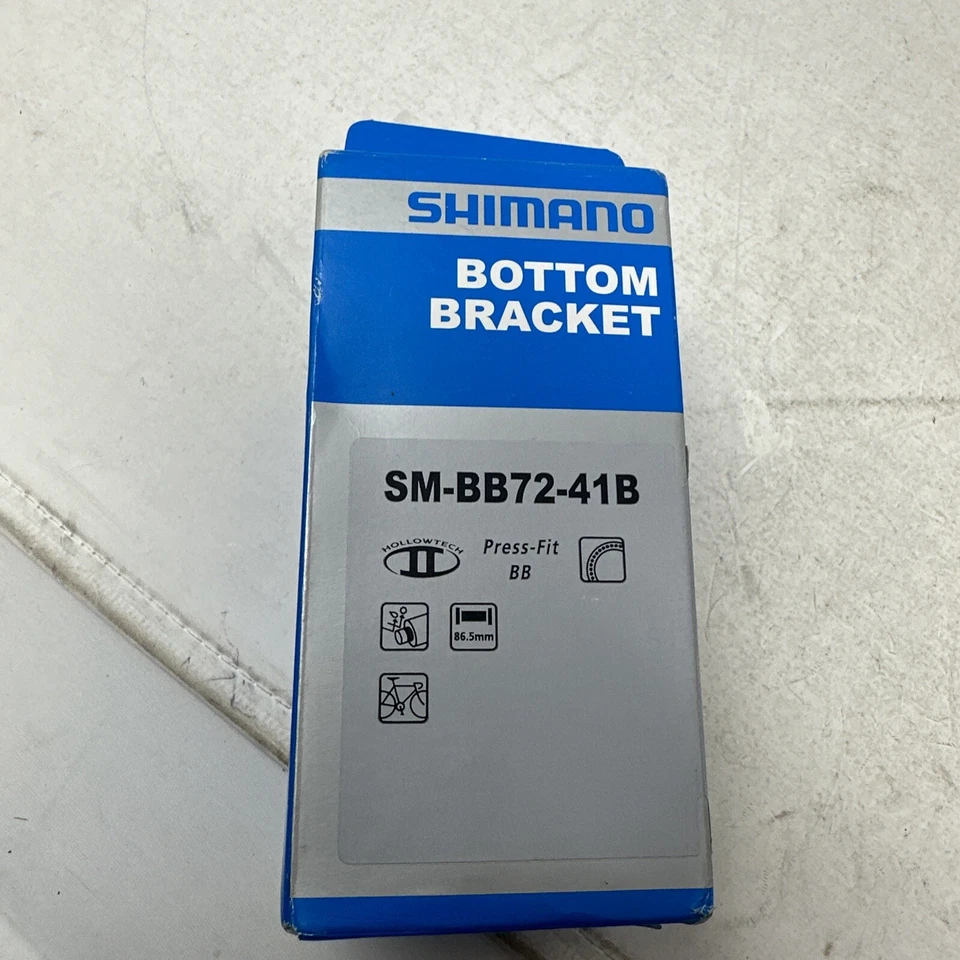 SHIMANO
BOTTOM
BRACKET
SM-BB72-41B
HOLLOWTECH
II
Press-Fit
BB
86.5mm